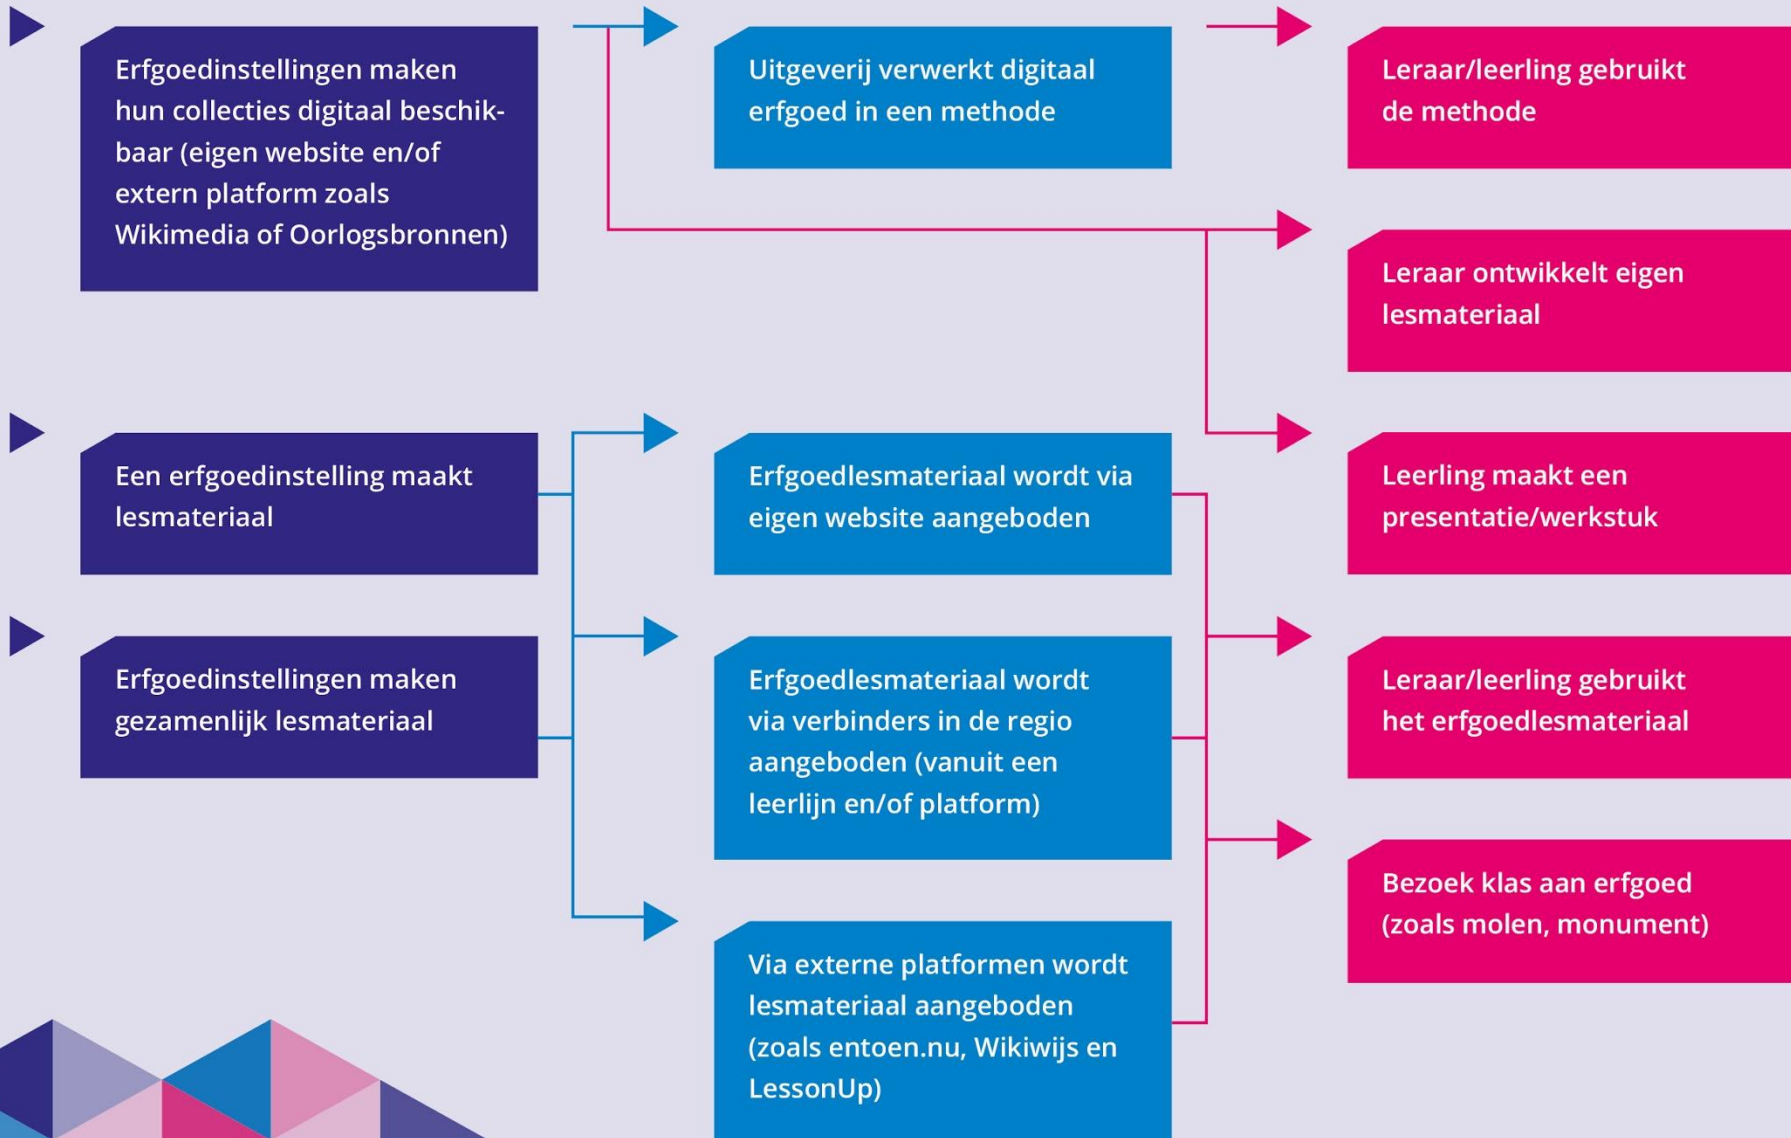 Erfgoedinstellingen maken
hun collecties digitaal beschik-
baar (eigen website en/of
extern platform zoals
Wikimedia of Oorlogsbronnen)
Uitgeverij verwerkt digitaal
erfgoed in een methode
Leraar/leerling gebruikt
de methode
Leraar ontwikkelt eigen
lesmateriaal
Een erfgoedinstelling maakt
lesmateriaal
Erfgoedlesmateriaal wordt via
eigen website aangeboden
Leerling maakt een
presentatie/werkstuk
Erfgoedinstellingen maken
gezamenlijk lesmateriaal
Erfgoedlesmateriaal wordt
via verbinders in de regio
aangeboden (vanuit een
leerlijn en/of platform)
Leraar/leerling gebruikt
het erfgoedlesmateriaal
Bezoek klas aan erfgoed
(zoals molen, monument)
Via externe platformen wordt
lesmateriaal aangeboden
(zoals entoen.nu, Wikiwijs en
LessonUp)